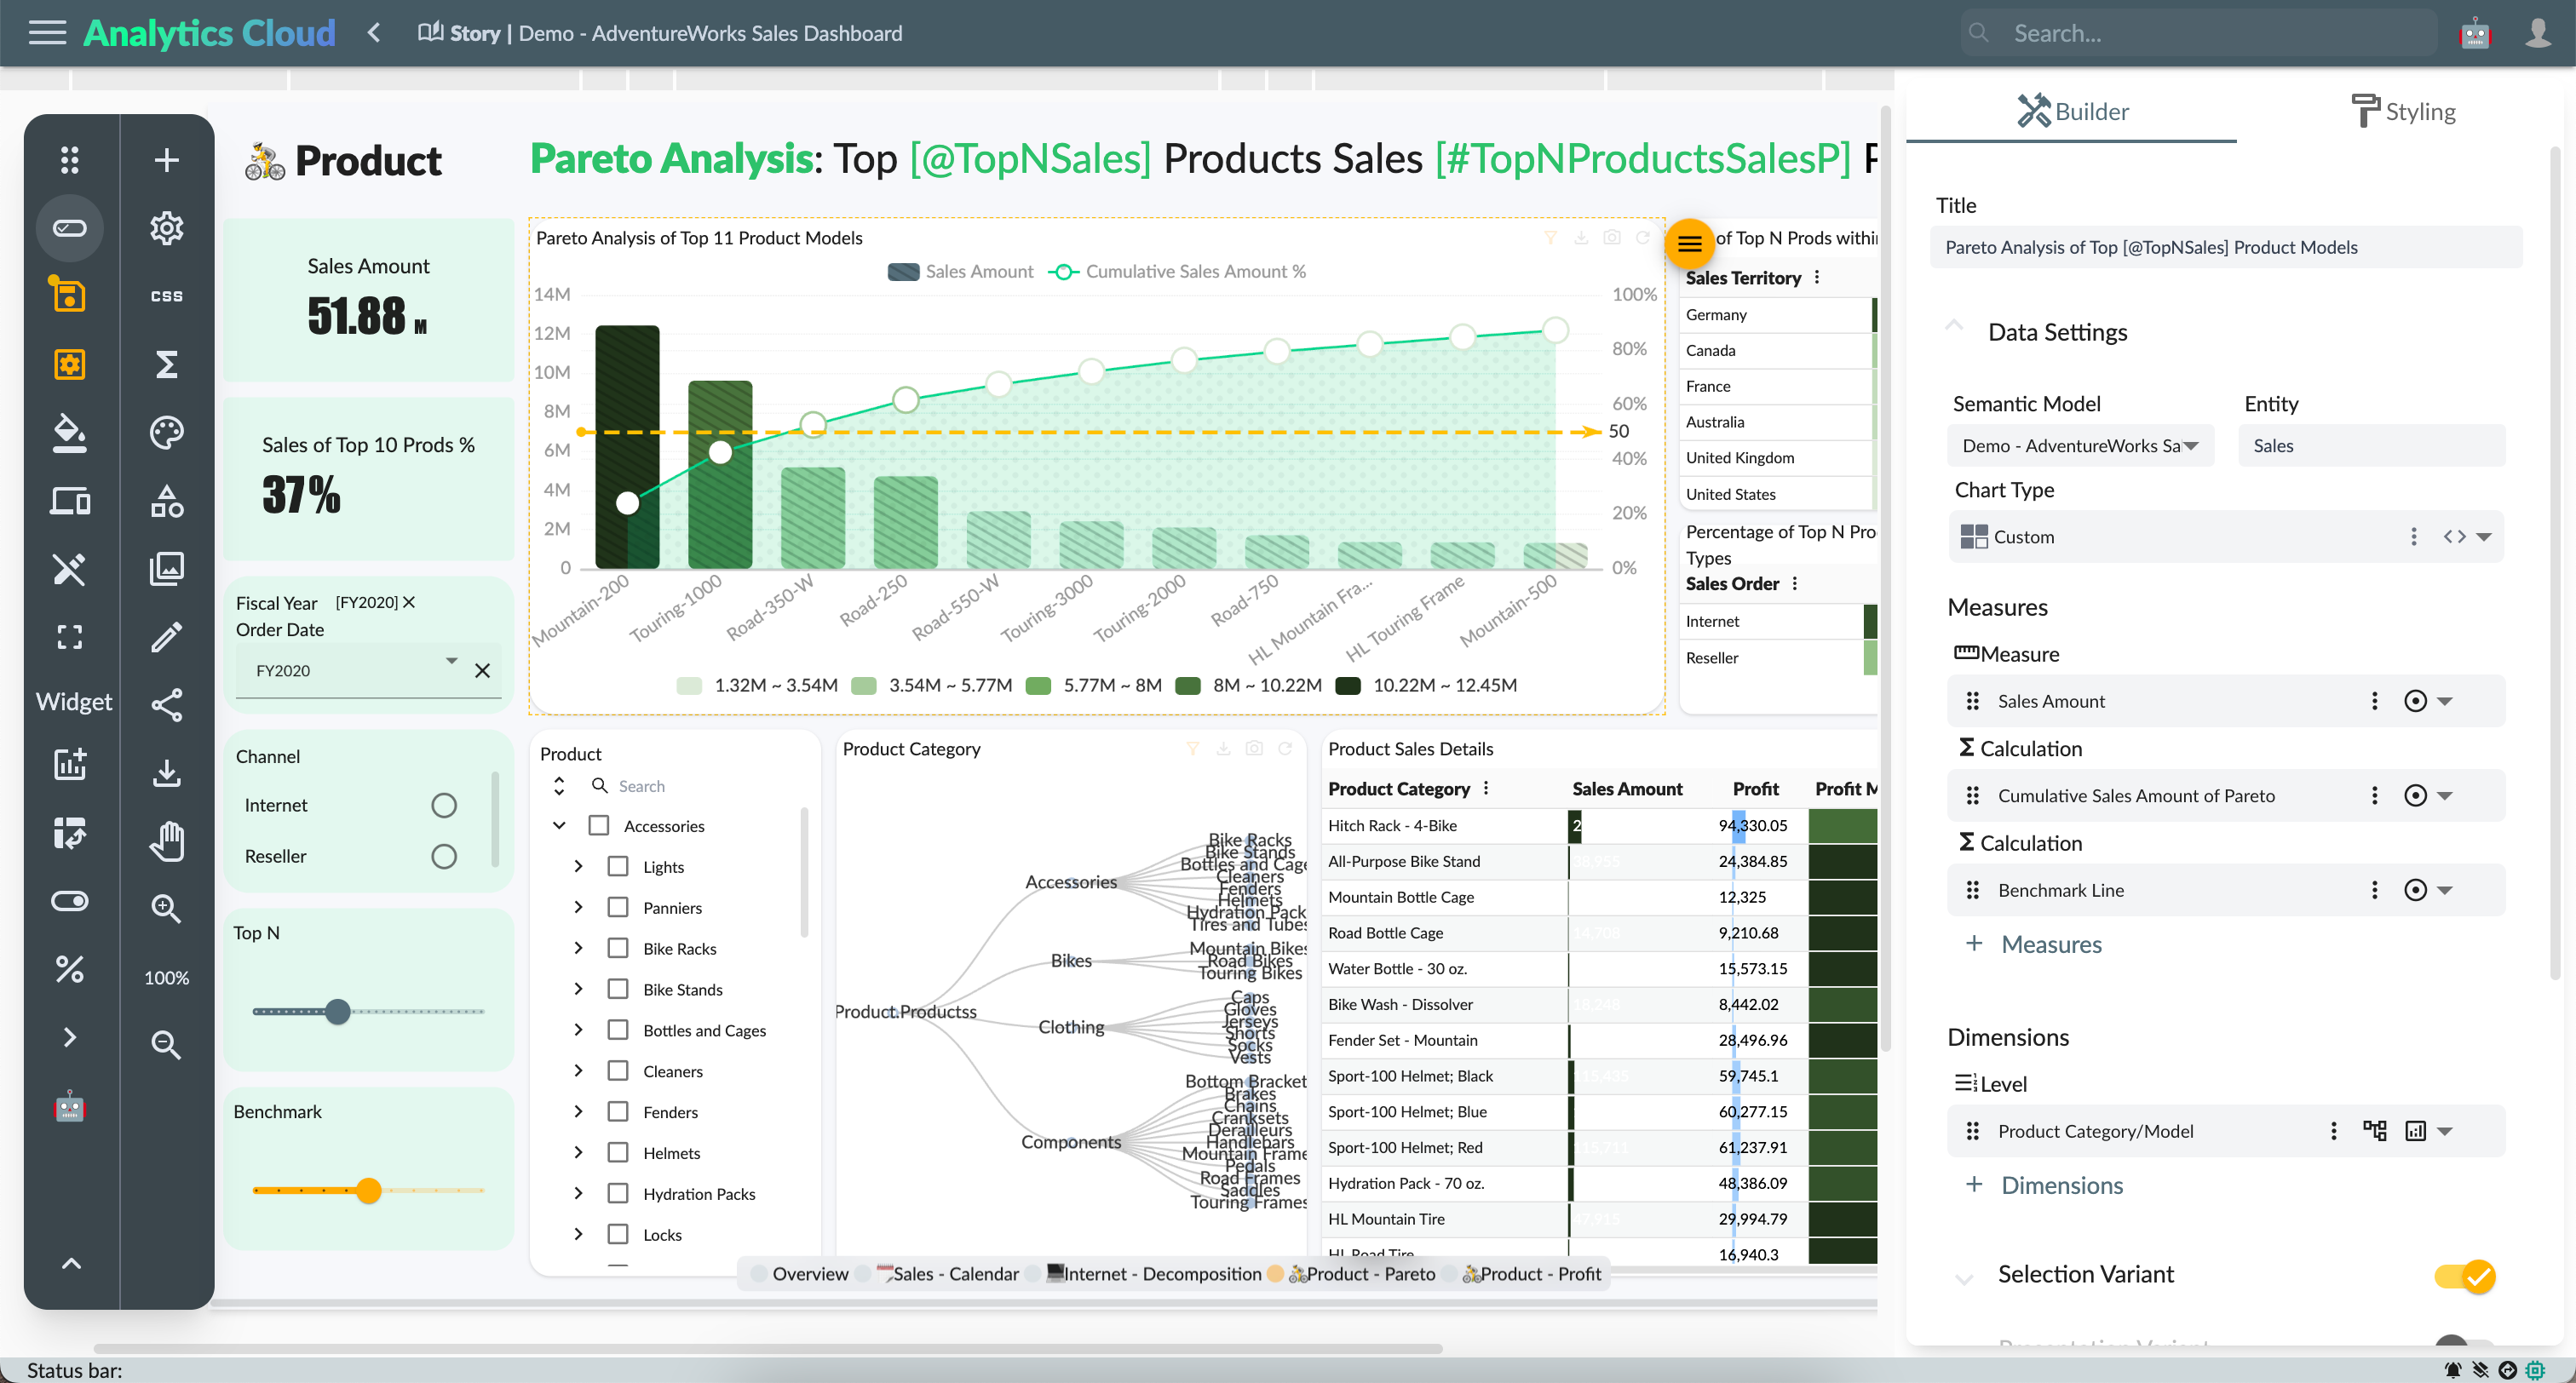 Analytics Cloud
Story | Demo - AdventureWorks Sales Dashboard
Search...
css
Widget
100%
Product
Pareto Analysis: Top [@TopNSales] Products Sales [#TopNProductsSalesP]
Sales Amount
51.88 M
Sales of Top 10 Prods %
37%
Fiscal Year [FY2020]
Order Date
FY2020
Channel
Internet
Reseller
Top N
Benchmark
Pareto Analysis of Top 11 Product Models
Sales Amount
Cumulative Sales Amount %
14M
12M
10M
8M
6M
4M
2M
0
100%
80%
60%
50
40%
20%
0%
Mountain-200
Touring-1000
Road-350-W
Road-250
Road-550-W
Touring-3000
Touring-2000
Road-750
HL Mountain Fra...
HL Touring Frame
Mountain-500
1.32M ~ 3.54M
3.54M ~ 5.77M
5.77M ~ 8M
8M ~ 10.22M
10.22M ~ 12.45M
of Top N Prods withi
Sales Territory
Germany
Canada
France
Australia
United Kingdom
United States
Percentage of Top N Pro
Types
Sales Order
Internet
Reseller
Product
Search
Accessories
Lights
Panniers
Bike Racks
Bike Stands
Bottles and Cages
Cleaners
Fenders
Helmets
Hydration Packs
Locks
Product Category
Product.Productss
Accessories
Bikes
Clothing
Components
Bike Racks
Bike Stands
Bottles and Cage
Cleaners
Fenders
Helmets
Hydration Pack
Tires and Tubes
Mountain Bikes
Road Bikes
Touring Bikes
Caps
Gloves
Jerseys
Shorts
Socks
Vests
Bottom Bracket
Brakes
Chains
Cranksets
Derailleurs
Handlebars
Mountain Frame
Pedals
Road Frames
Saddles
Touring Frames
Product Sales Details
Product Category Sales Amount Profit Profit M
Hitch Rack - 4-Bike 2 94,330.05
All-Purpose Bike Stand 24,384.85
Mountain Bottle Cage 12,325
Road Bottle Cage 14,708 9,210.68
Water Bottle - 30 oz. 15,573.15
Bike Wash - Dissolver 8,442.02
Fender Set - Mountain 28,496.96
Sport-100 Helmet; Black 59,745.1
Sport-100 Helmet; Blue 60,277.15
Sport-100 Helmet; Red 61,237.91
Hydration Pack - 70 oz. 48,386.09
HL Mountain Tire 29,994.79
HL Road Tire 16,940.3
Overview
Sales - Calendar
Internet - Decomposition
Product - Pareto
Product - Profit
Builder
Styling
Title
Pareto Analysis of Top [@TopNSales] Product Models
Data Settings
Semantic Model
Entity
Demo - AdventureWorks Sa
Sales
Chart Type
Custom
Measures
Measure
Sales Amount
Σ Calculation
Cumulative Sales Amount of Pareto
Σ Calculation
Benchmark Line
+ Measures
Dimensions
Level
Product Category/Model
+ Dimensions
Selection Variant
Presentation Variant
Status bar: